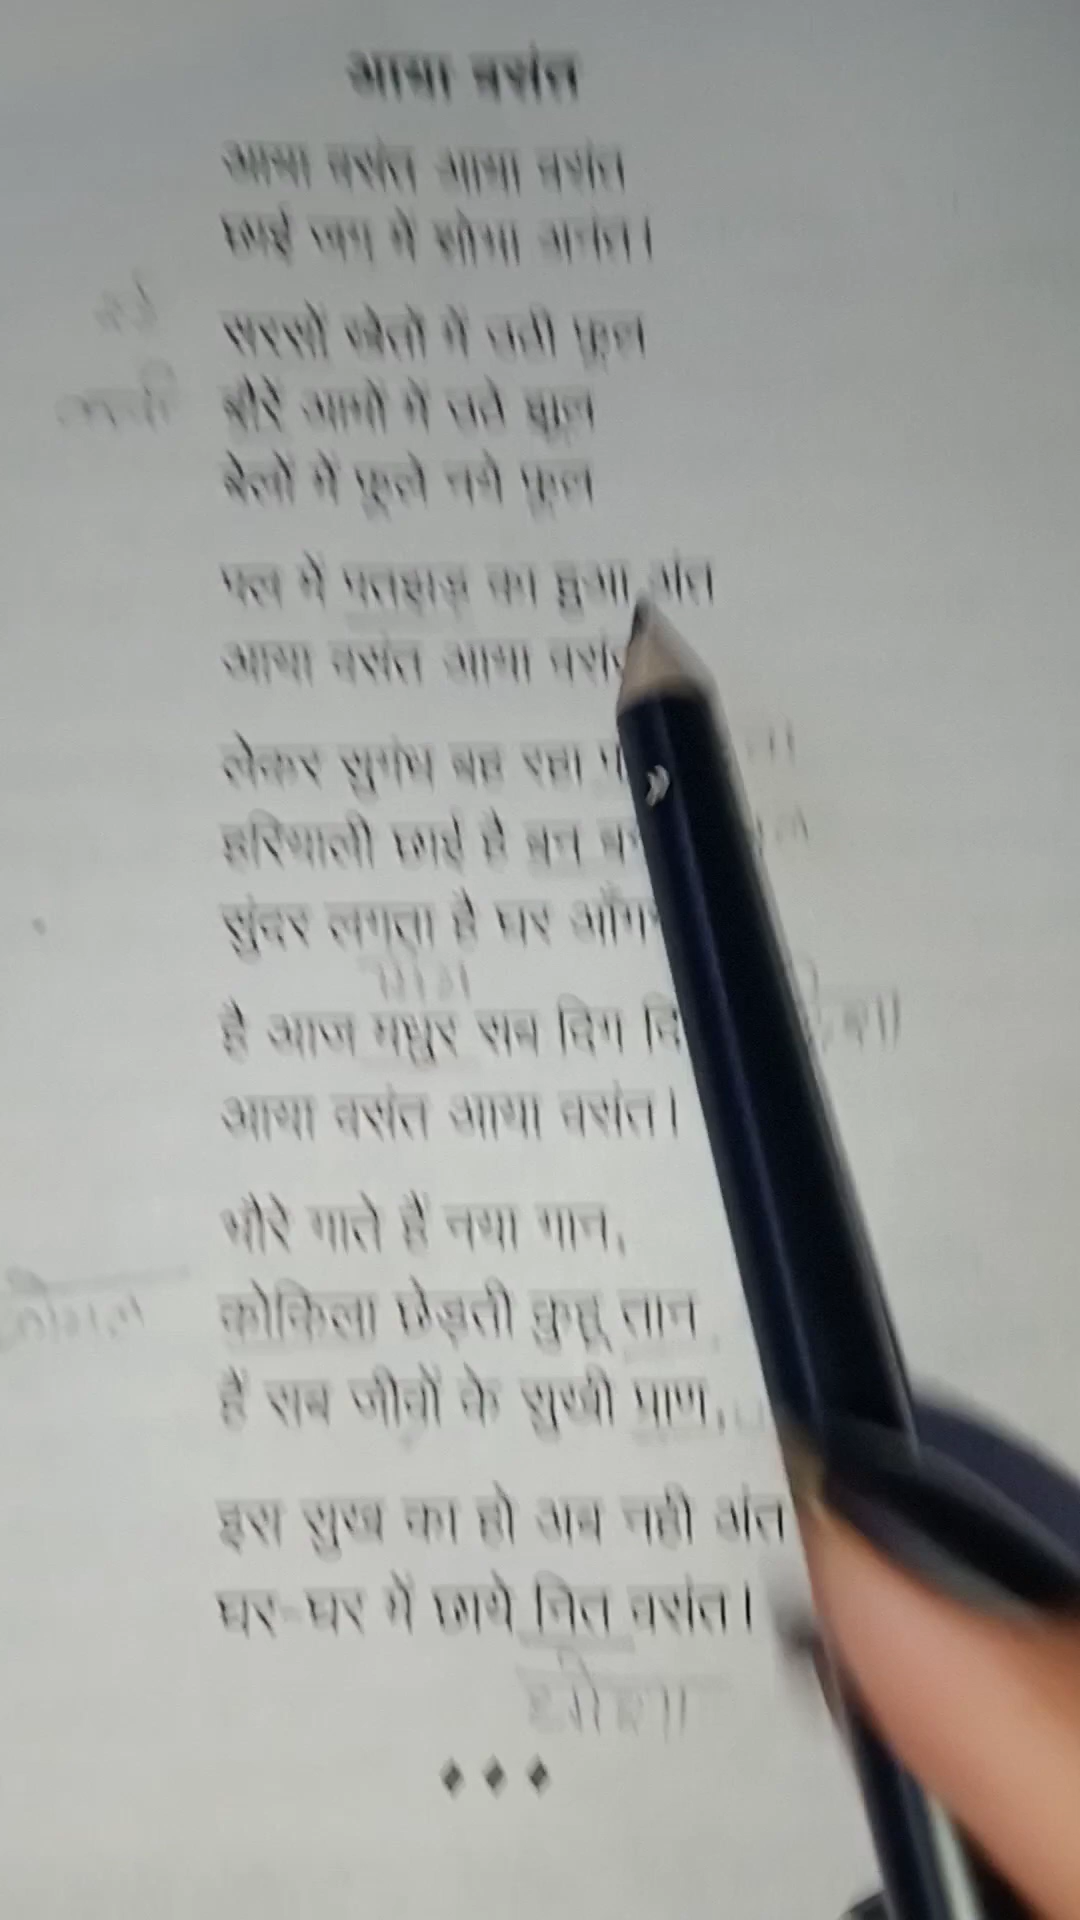 आया वसंत
आया वसंत आया वसंत
छाई जग में शोभा अनंत।
सरसों खेतों में उठी फूल
बौरें आमों में उठे झूल
बेलों में फूले नये फूल
पल में पतझड़ का हुआ अंत
आया वसंत आया
लेकर सुगंध बह रहा
हरियाली छाई है बन
सुंदर लगता है घर
है आज मधुर सब दिग
आया वसंत आया वसंत।
भौरे गाते हैं नया गान,
कोकिला छेड़ती कुहू तान
हैं सब जीवों के सुखी प्राण,
इस सुख का हो अब नही अंत
घर-घर में छाये नित वसंत।
हमेशा